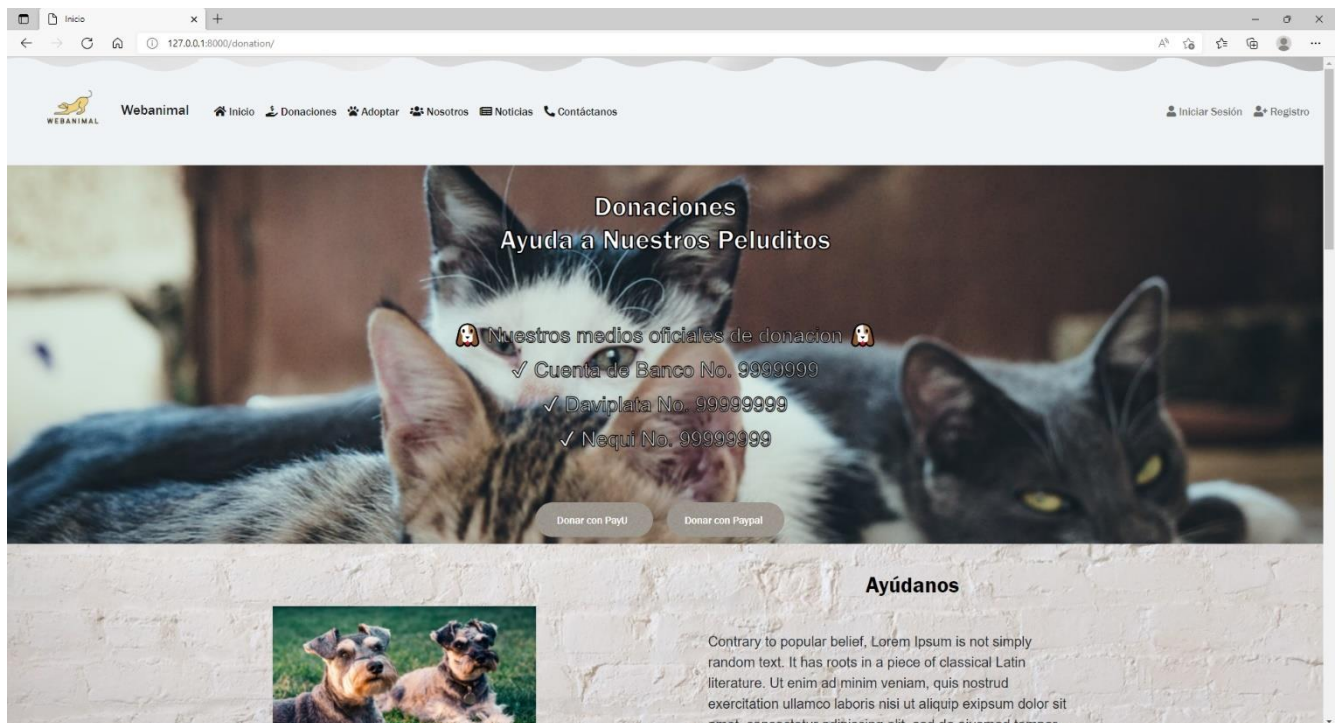 Inicio
127.0.0.1:8000/donation/
WEBANIMAL
Webanimal Inicio Donaciones Adoptar Nosotros Noticias Contáctanos Iniciar Sesión Registro
Donaciones
Ayuda a Nuestros Peluditos
Nuestros medios oficiales de donacion
✓ Cuenta de Banco No. 9999999
✓ Daviplata No. 99999999
✓ Nequi No. 99999999
Donar con PayU Donar con Paypal
Ayúdanos
Contrary to popular belief, Lorem Ipsum is not simply
random text. It has roots in a piece of classical Latin
literature. Ut enim ad minim veniam, quis nostrud
exercitation ullamco laboris nisi ut aliquip exipsum dolor sit